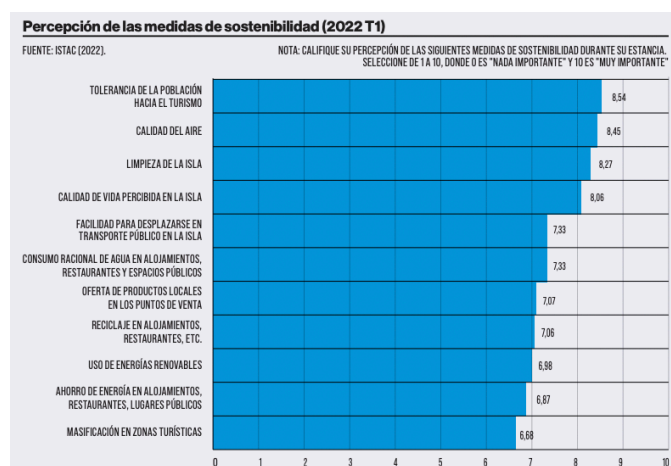 Percepción de las medidas de sostenibilidad (2022 T1)
FUENTE: ISTAC (2022).
NOTA: CALIFIQUE SU PERCEPCIÓN DE LAS SIGUIENTES MEDIDAS DE SOSTENIBILIDAD DURANTE SU ESTANCIA.
SELECCIONE DE 1 A 10, DONDE 0 ES "NADA IMPORTANTE" Y 10 ES "MUY IMPORTANTE"
TOLERANCIA DE LA POBLACIÓN
HACIA EL TURISMO
8,54
CALIDAD DEL AIRE
8,45
LIMPIEZA DE LA ISLA
8,27
CALIDAD DE VIDA PERCIBIDA EN LA ISLA
8,06
FACILIDAD PARA DESPLAZARSE EN
TRANSPORTE PÚBLICO EN LA ISLA
7,33
CONSUMO RACIONAL DE AGUA EN ALOJAMIENTOS,
RESTAURANTES Y ESPACIOS PÚBLICOS
7,33
OFERTA DE PRODUCTOS LOCALES
EN LOS PUNTOS DE VENTA
7,07
RECICLAJE EN ALOJAMIENTOS,
RESTAURANTES, ETC.
7,06
USO DE ENERGÍAS RENOVABLES
6,98
AHORRO DE ENERGÍA EN ALOJAMIENTOS,
RESTAURANTES, LUGARES PÚBLICOS
6,87
MASIFICACIÓN EN ZONAS TURÍSTICAS
6,68
0 1 2 3 4 5 6 7 8 9 10